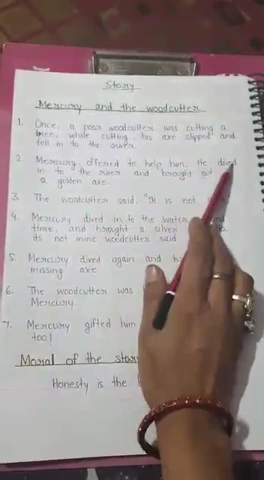 Story
Mercury and the woodcutter
1. Once, a poor woodcutter was cutting a
tree, while cutting his axe slipped and
fell in to the river
2. Mercury offered to help him. He dived
in to "the river and brought out
a golden axe.
3 The woodcutter said. "It is not
4. Mercury dived in to the water
time, and brought a silver
its not mine woodcutter said
5 Mercury dived again and
missing axe
6. The woodcutter was
Mercury.
7. Mercury gifted him
too!
Moral of the story
Honesty is the